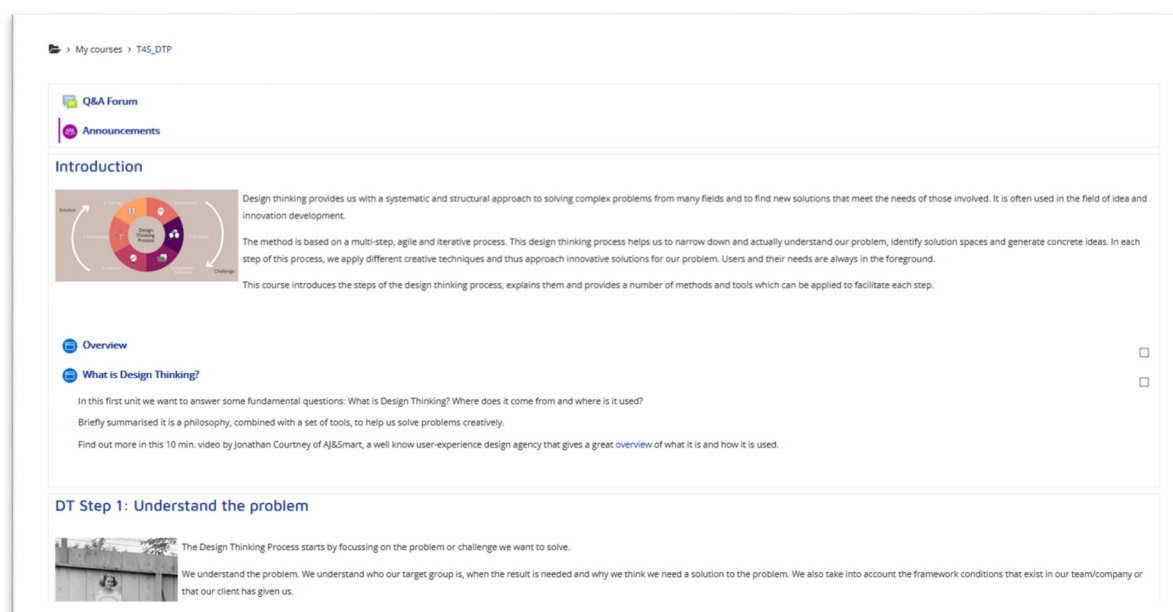 > My courses > T4S_DTP
Q&A Forum
Announcements
Introduction
Solution
Design
Thinking
Process
Challenge
Design thinking provides us with a systematic and structural approach to solving complex problems from many fields and to find new solutions that meet the needs of those involved. It is often used in the field of idea and
innovation development.
The method is based on a multi-step, agile and iterative process. This design thinking process helps us to narrow down and actually understand our problem, identify solution spaces and generate concrete ideas. In each
step of this process, we apply different creative techniques and thus approach innovative solutions for our problem. Users and their needs are always in the foreground.
This course introduces the steps of the design thinking process, explains them and provides a number of methods and tools which can be applied to facilitate each step.
Overview
What is Design Thinking?
In this first unit we want to answer some fundamental questions: What is Design Thinking? Where does it come from and where is it used?
Briefly summarised it is a philosophy, combined with a set of tools, to help us solve problems creatively.
Find out more in this 10 min. video by Jonathan Courtney of AJ&Smart, a well know user-experience design agency that gives a great overview of what it is and how it is used.
DT Step 1: Understand the problem
The Design Thinking Process starts by focussing on the problem or challenge we want to solve.
We understand the problem. We understand who our target group is, when the result is needed and why we think we need a solution to the problem. We also take into account the framework conditions that exist in our team/company or
that our client has given us.